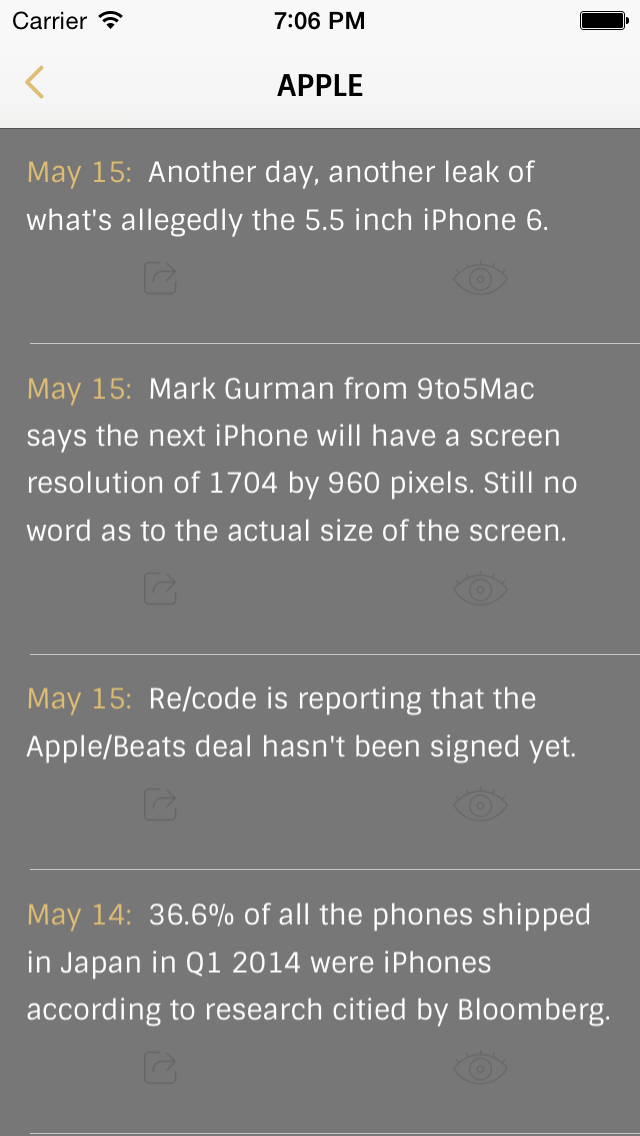 Carrier 7:06 PM
APPLE
May 15: Another day, another leak of
what's allegedly the 5.5 inch iPhone 6.
May 15: Mark Gurman from 9to5Mac
says the next iPhone will have a screen
resolution of 1704 by 960 pixels. Still no
word as to the actual size of the screen.
May 15: Re/code is reporting that the
Apple/Beats deal hasn't been signed yet.
May 14: 36.6% of all the phones shipped
in Japan in Q1 2014 were iPhones
according to research citied by Bloomberg.